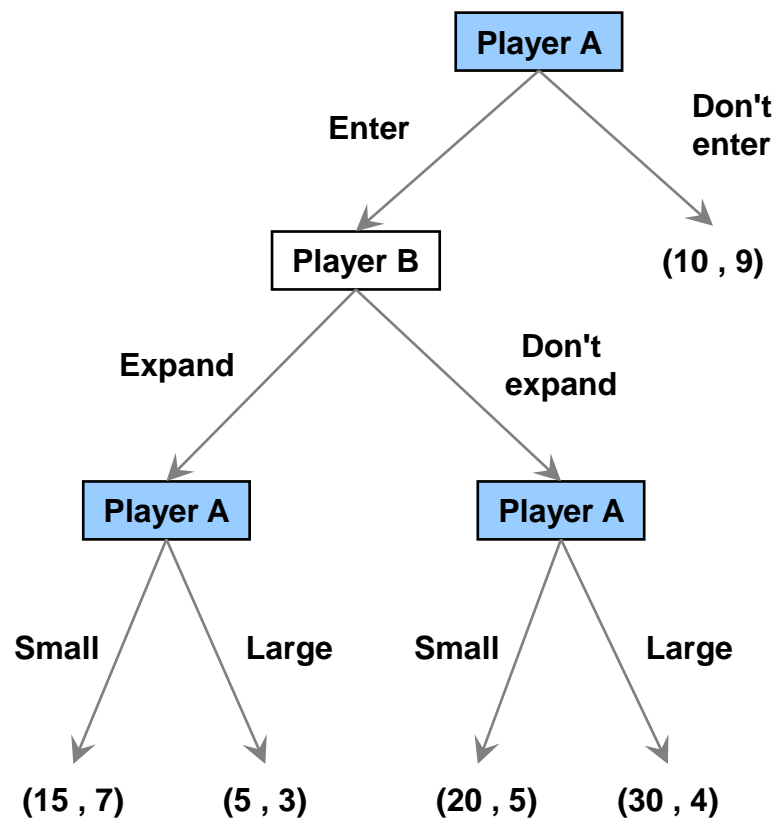 Player A
Enter
Don't
enter
Player B
(10 , 9)
Expand
Don't
expand
Player A
Player A
Small
Large
Small
Large
(15 , 7)
(5 , 3)
(20 , 5)
(30 , 4)